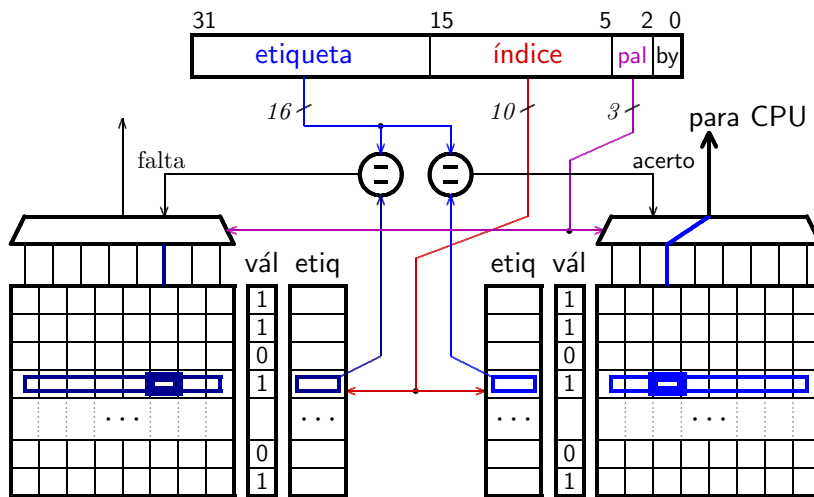 31 15 5 2 0
etiqueta índice pal by
16 10 3
para CPU
falta = = acerto
vál etiq etiq vál
1 1
1 1
0 0
1 1
... ... ... ...
0 0
1 1